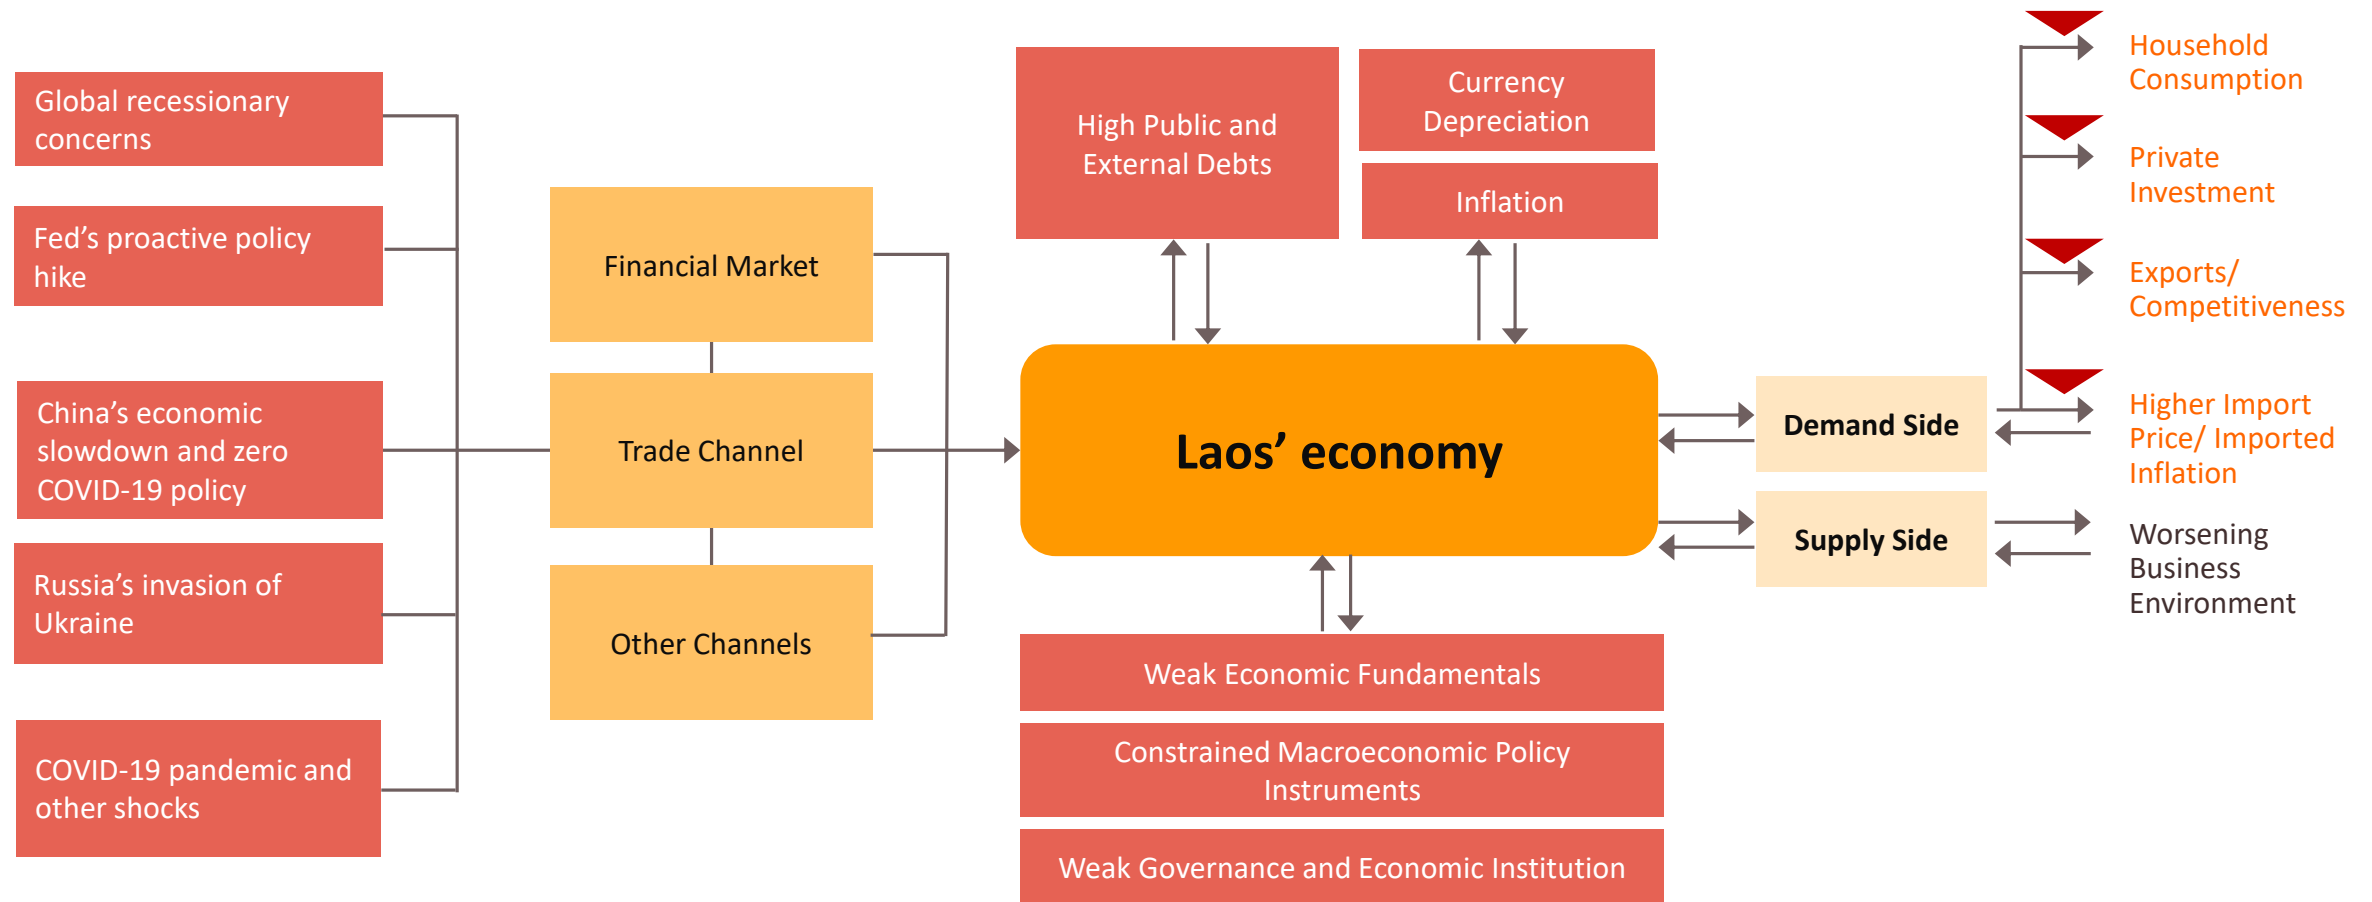 Global recessionary
concerns
Fed’s proactive policy
hike
China’s economic
slowdown and zero
COVID-19 policy
Russia’s invasion of
Ukraine
COVID-19 pandemic and
other shocks
Financial Market
Trade Channel
Other Channels
High Public and
External Debts
Currency
Depreciation
Inflation
Laos’ economy
Weak Economic Fundamentals
Constrained Macroeconomic Policy
Instruments
Weak Governance and Economic Institution
Demand Side
Supply Side
Household
Consumption
Private
Investment
Exports/
Competitiveness
Higher Import
Price/ Imported
Inflation
Worsening
Business
Environment